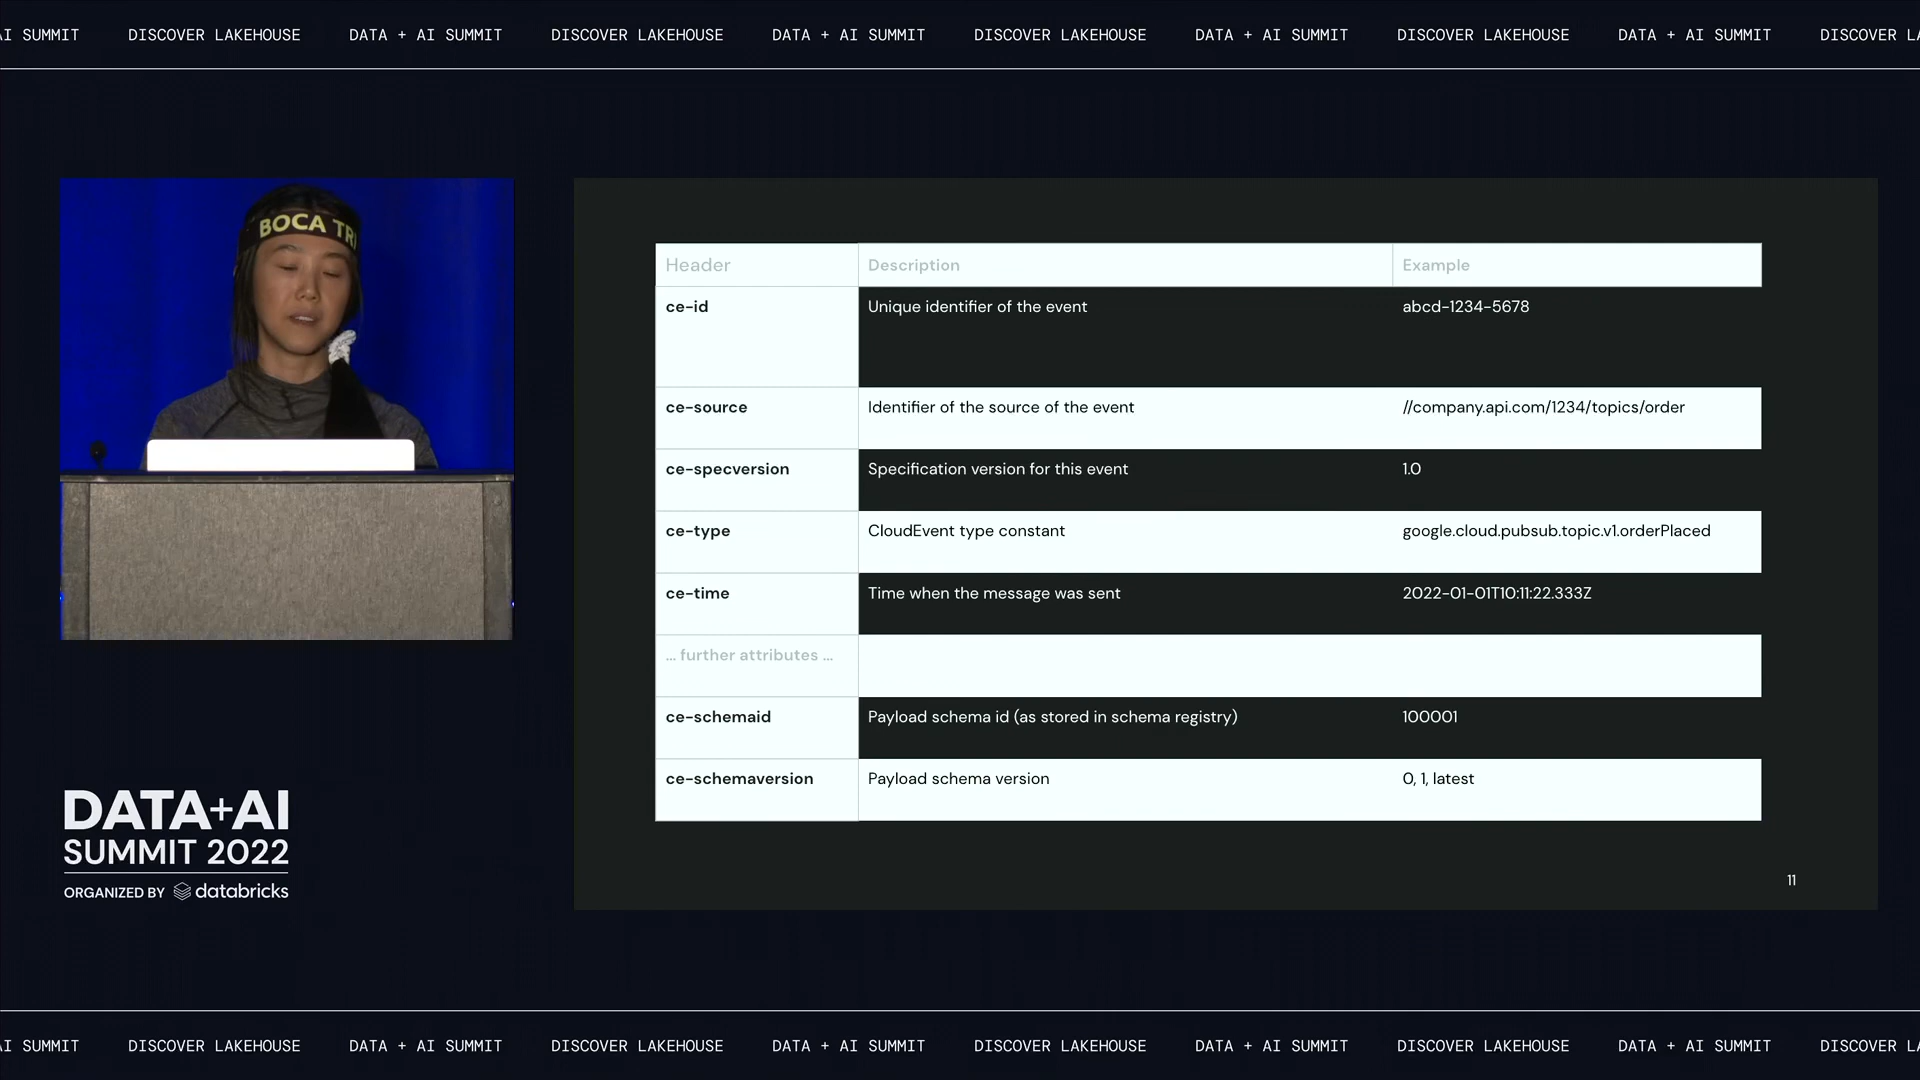 AI SUMMIT DISCOVER LAKEHOUSE DATA + AI SUMMIT DISCOVER LAKEHOUSE DATA + AI SUMMIT DISCOVER LAKEHOUSE DATA + AI SUMMIT DISCOVER LAKEHOUSE DATA + AI SUMMIT DISCOVER LA
BOCA TRI
Header Description Example
ce-id Unique identifier of the event abcd-1234-5678
ce-source Identifier of the source of the event //company.api.com/1234/topics/order
ce-specversion Specification version for this event 1.0
ce-type CloudEvent type constant google.cloud.pubsub.topic.v1.orderPlaced
ce-time Time when the message was sent 2022-01-01T10:11:22.333Z
... further attributes ...
ce-schemaid Payload schema id (as stored in schema registry) 100001
ce-schemaversion Payload schema version 0, 1, latest
11
DATA+AI
SUMMIT 2022
ORGANIZED BY databricks
AI SUMMIT DISCOVER LAKEHOUSE DATA + AI SUMMIT DISCOVER LAKEHOUSE DATA + AI SUMMIT DISCOVER LAKEHOUSE DATA + AI SUMMIT DISCOVER LAKEHOUSE DATA + AI SUMMIT DISCOVER LA